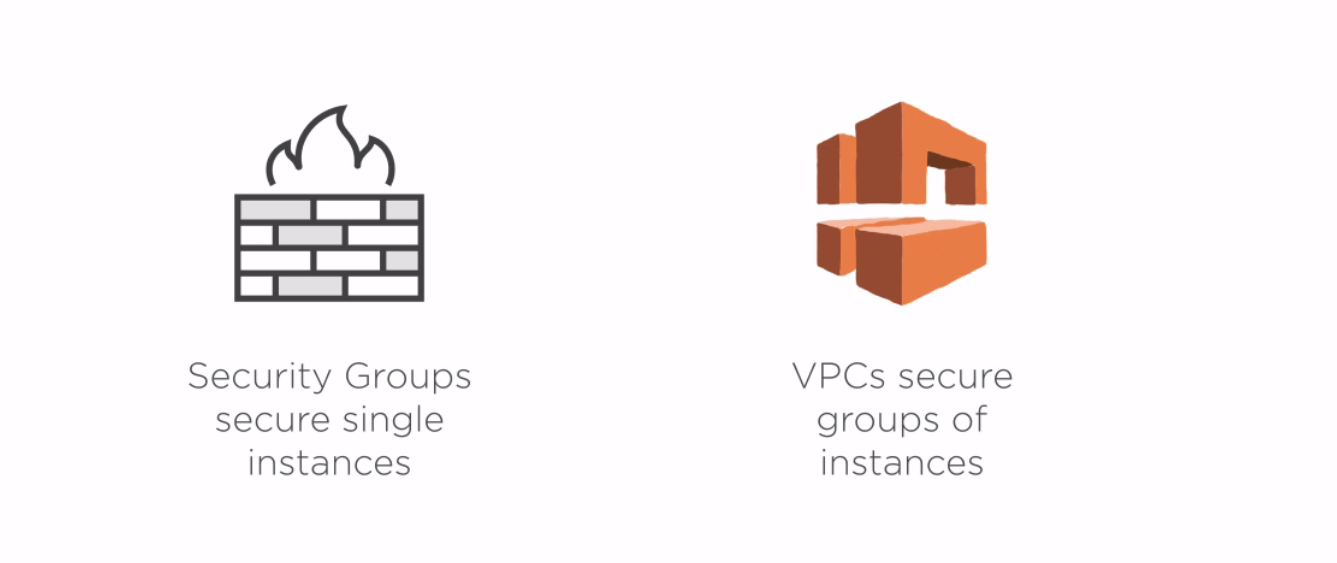 Security Groups
secure single
instances
VPCs secure
groups of
instances